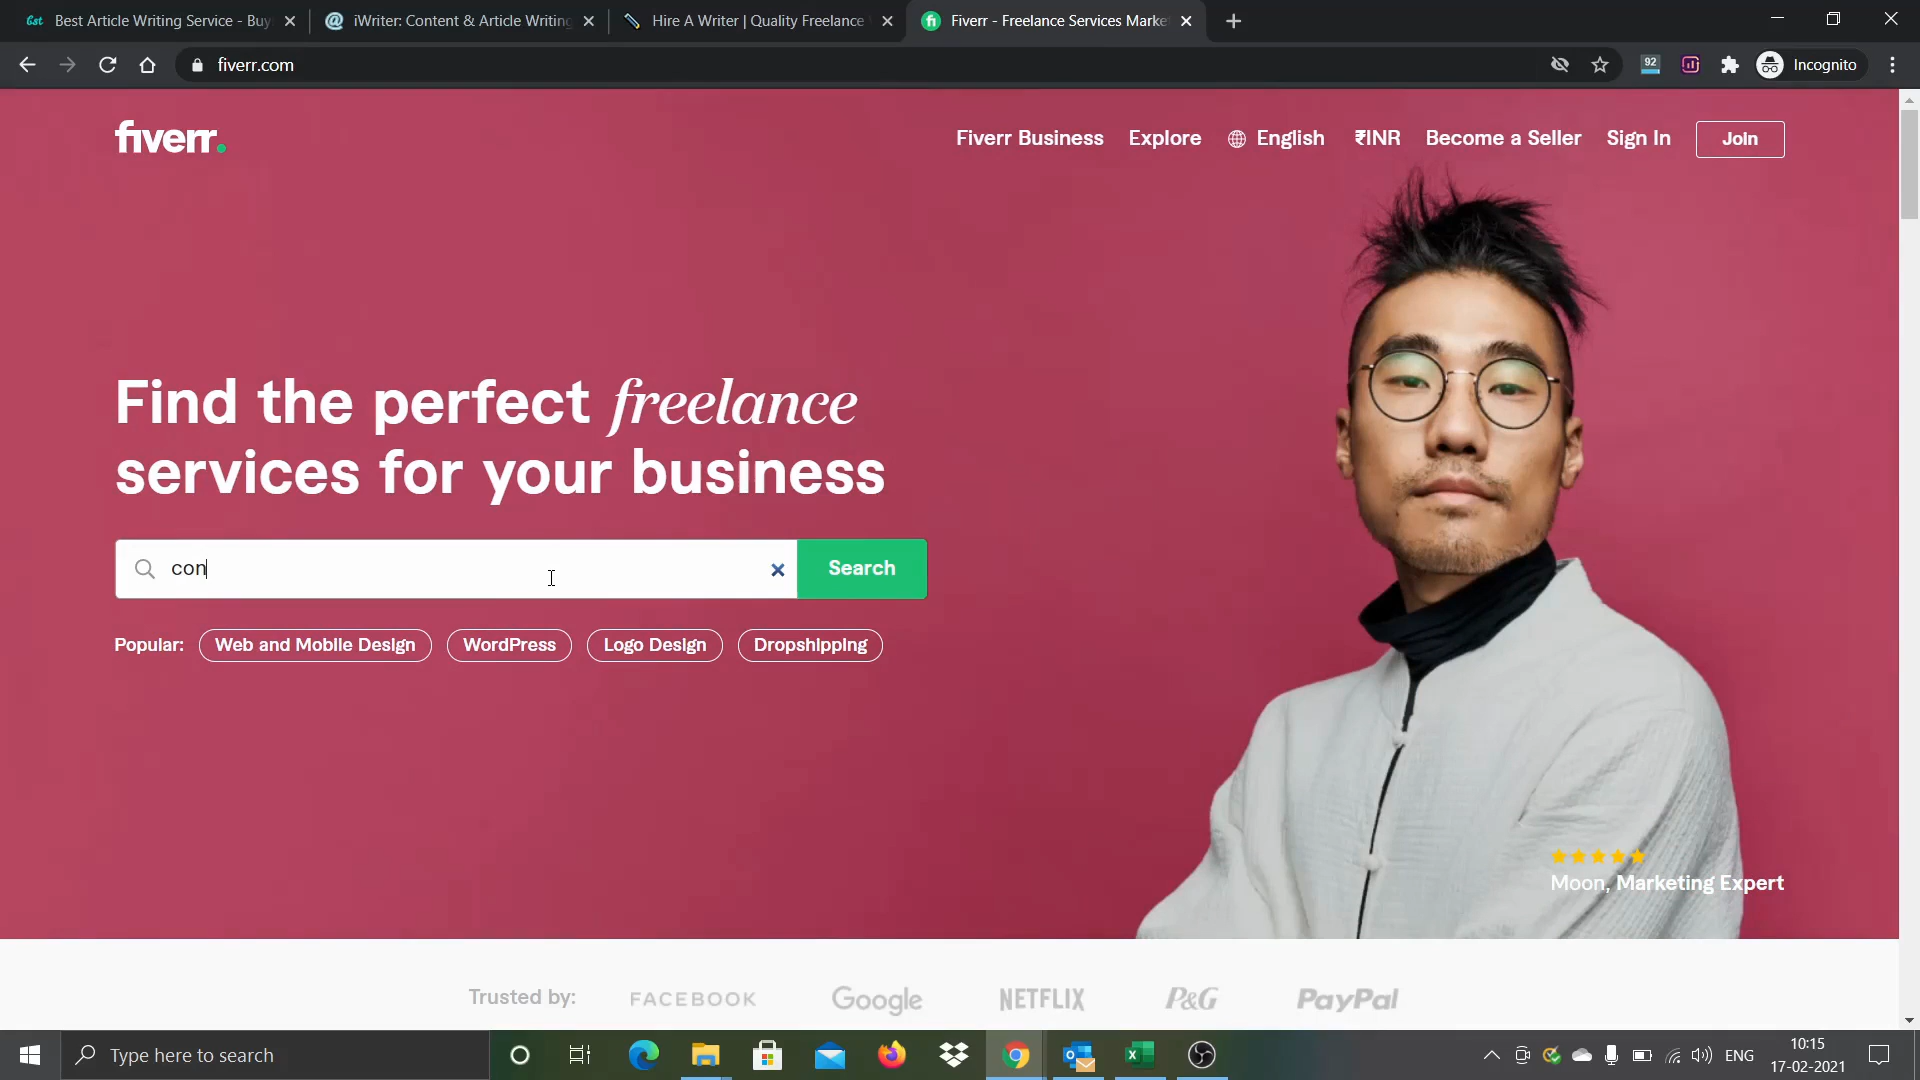 6st Best Article Writing Service - Buy
iWriter: Content & Article Writing
Hire A Writer | Quality Freelance
Fiverr - Freelance Services Marke
fiverr.com
92
Incognito
fiverr.
Fiverr Business
Explore
English
₹INR
Become a Seller
Sign In
Join
Find the perfect freelance
services for your business
con
Search
Popular:
Web and Mobile Design
WordPress
Logo Design
Dropshipping
Moon, Marketing Expert
Trusted by:
FACEBOOK
Google
NETFLIX
P&G
PayPal
Type here to search
ENG
10:15
17-02-2021